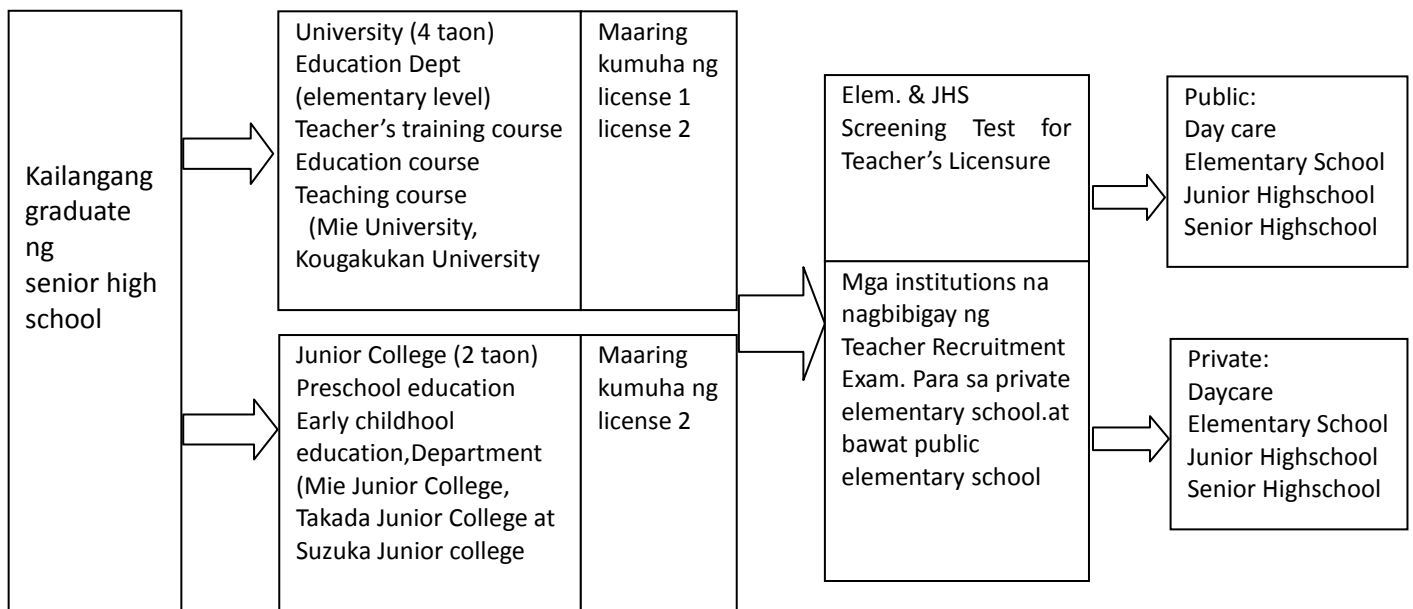 Kailangang
graduate
ng
senior high
school
University (4 taon)
Education Dept
(elementary level)
Teacher’s training course
Education course
Teaching course
(Mie University,
Kougakukan University
Maaring
kumuha ng
license 1
license 2
Junior College (2 taon)
Preschool education
Early childhool
education,Department
(Mie Junior College,
Takada Junior College at
Suzuka Junior college
Maaring
kumuha ng
license 2
Elem. & JHS
Screening Test for
Teacher’s Licensure
Mga institutions na
nagbibigay ng
Teacher Recruitment
Exam. Para sa private
elementary school.at
bawat public
elementary school
Public:
Day care
Elementary School
Junior Highschool
Senior Highschool
Private:
Daycare
Elementary School
Junior Highschool
Senior Highschool